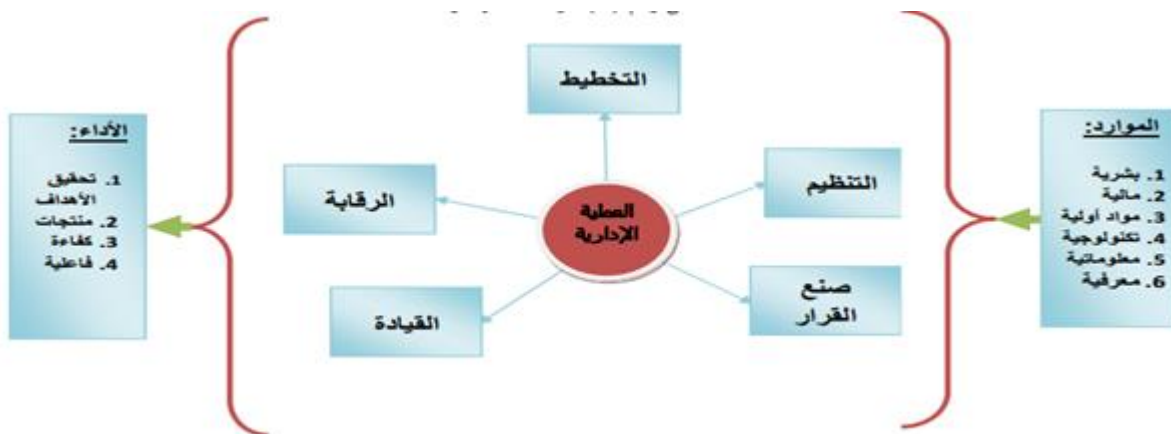 الموارد:
1. بشرية
2. مالية
3. مواد أولية
4. تكنولوجية
5. معلوماتية
6. معرفية
التخطيط
التنظيم
صنع
القرار
القيادة
الرقابة
العملية
الإدارية
الأداء:
1. تحقيق
الأهداف
2. منتجات
3. كفاءة
4. فاعلية